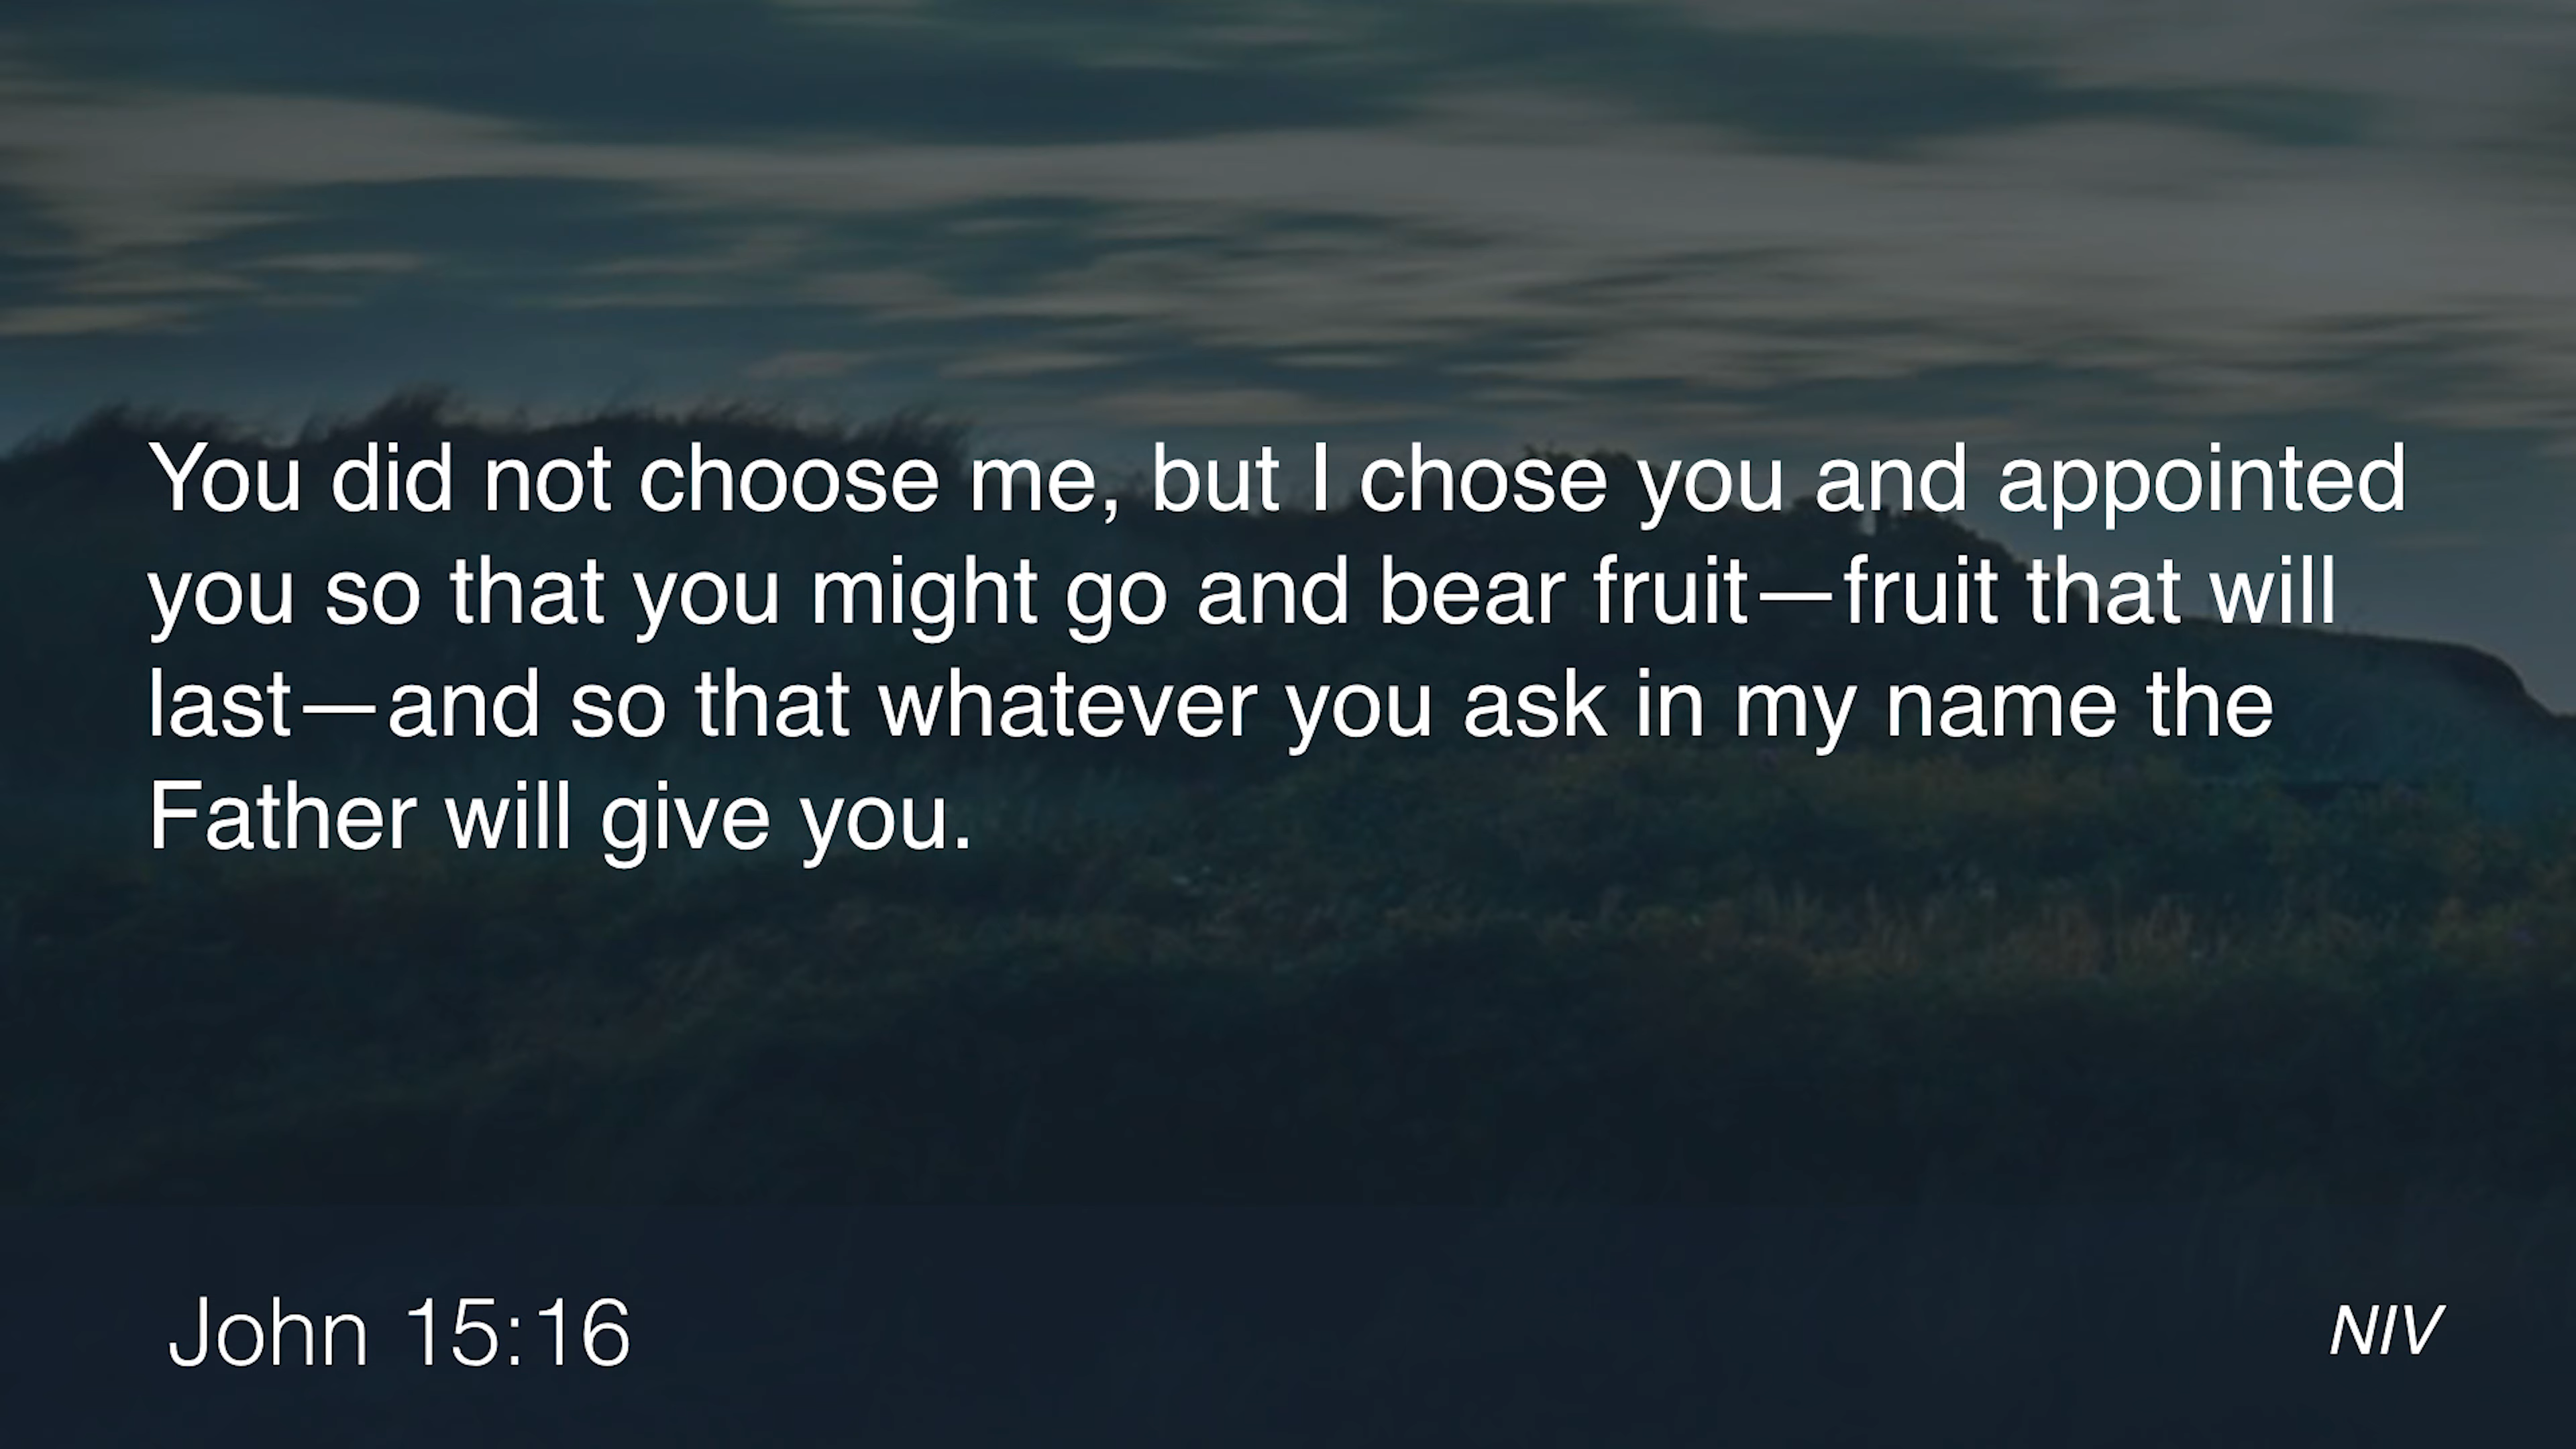 You did not choose me, but I chose you and appointed
you so that you might go and bear fruit—fruit that will
last—and so that whatever you ask in my name the
Father will give you.
John 15:16
NIV